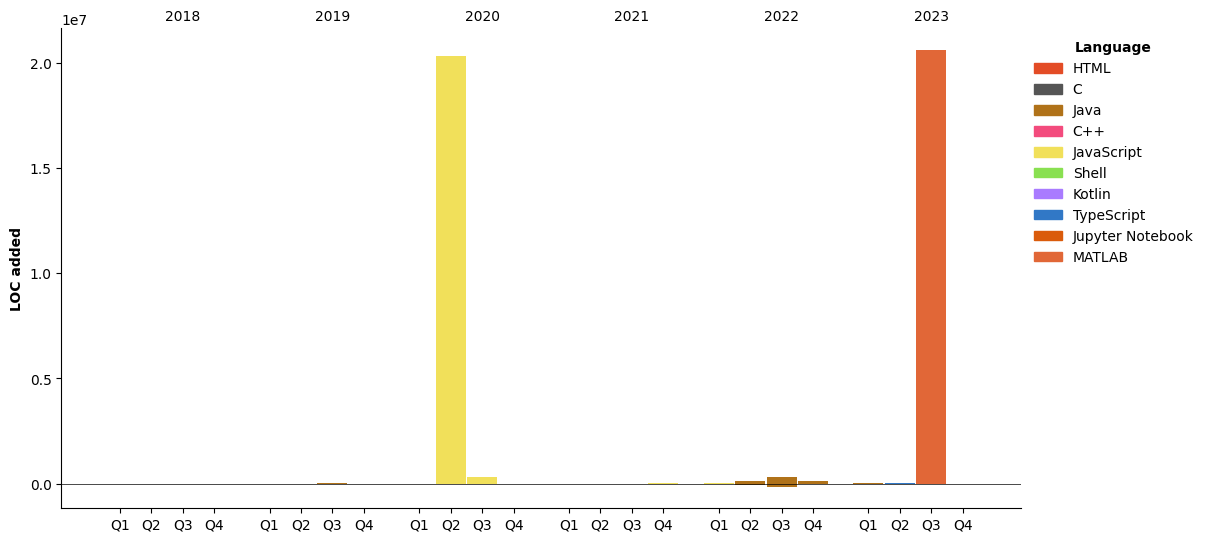 1e7
2018 2019 2020 2021 2022 2023
Language
HTML
C
Java
C++
JavaScript
Shell
Kotlin
TypeScript
Jupyter Notebook
MATLAB
LOC added
2.0
1.5
1.0
0.5
0.0
Q1 Q2 Q3 Q4 Q1 Q2 Q3 Q4 Q1 Q2 Q3 Q4 Q1 Q2 Q3 Q4 Q1 Q2 Q3 Q4 Q1 Q2 Q3 Q4